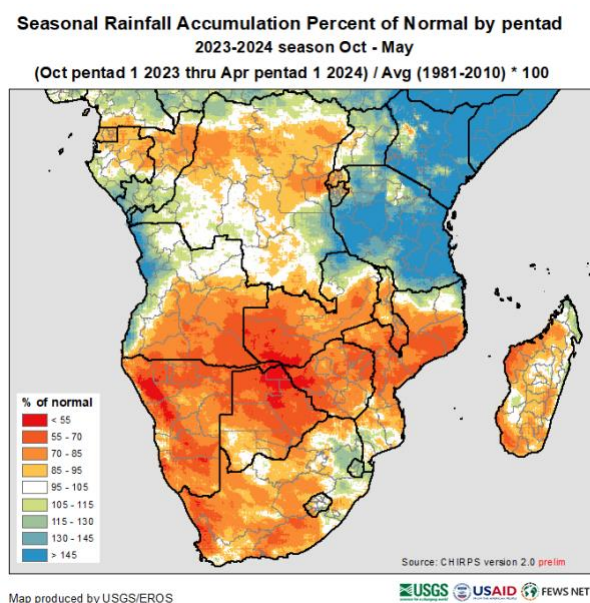 Seasonal Rainfall Accumulation Percent of Normal by pentad
2023-2024 season Oct - May
(Oct pentad 1 2023 thru Apr pentad 1 2024) / Avg (1981-2010) * 100
% of normal
< 55
55 - 70
70 - 85
85 - 95
95 - 105
105 - 115
115 - 130
130 - 145
> 145
Source: CHIRPS version 2.0 prelim
Map produced by USGS/EROS
USGS USAID FEWS NET